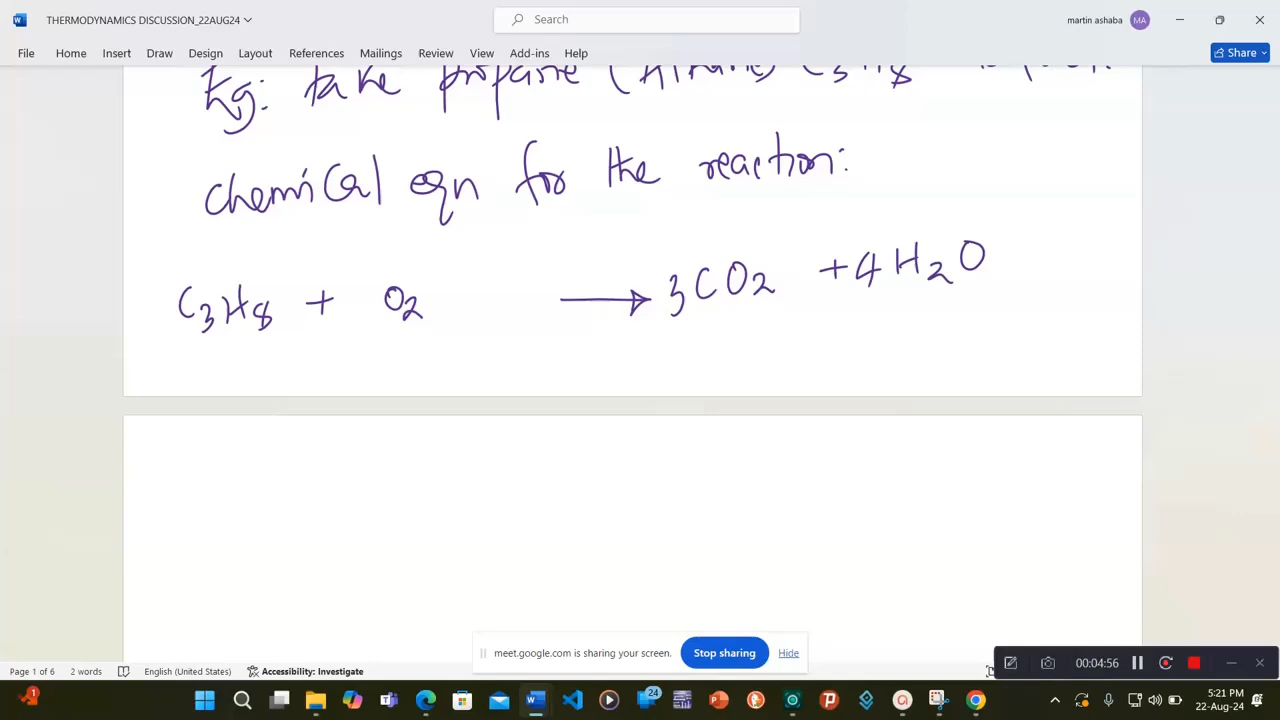 THERMODYNAMICS DISCUSSION_22AUG24
Search
martin ashaba
MA
File Home Insert Draw Design Layout References Mailings Review View Add-ins Help
Share
Eg: take propane (Alkane) C3H8
chemical eqn for the reaction:
C3H8 + O2 → 3CO2 + 4H2O
meet.google.com is sharing your screen. Stop sharing Hide
Page 1 of 6 2 words English (United States) Accessibility: Investigate
00:04:56
1
24
5:21 PM
22-Aug-24